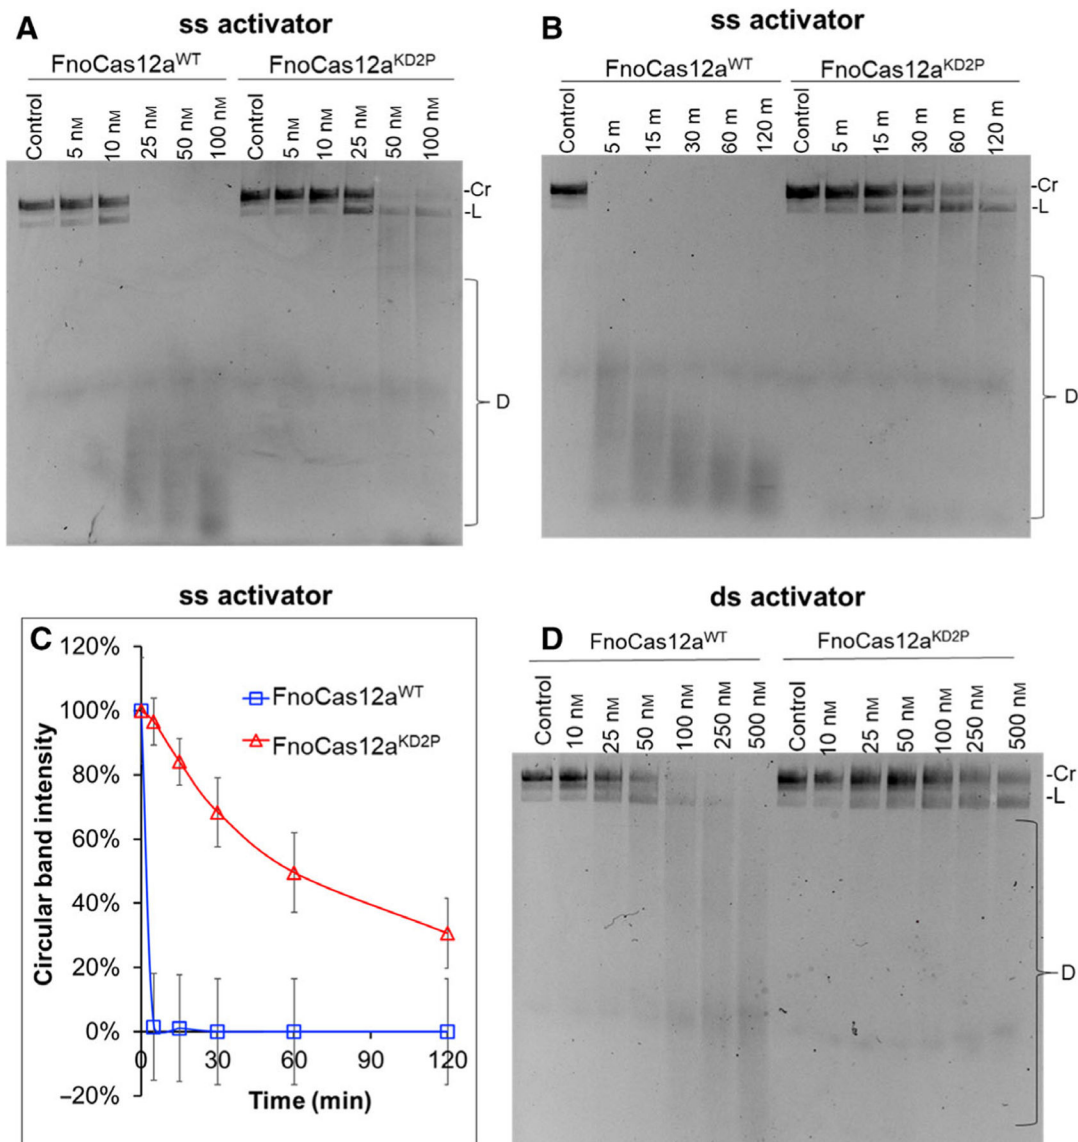 A
ss activator
FnoCas12aWT
FnoCas12aKD2P
Control
5 nM
10 nM
25 nM
50 nM
100 nM
Control
5 nM
10 nM
25 nM
50 nM
100 nM
-Cr
-L
D
B
ss activator
FnoCas12aWT
FnoCas12aKD2P
Control
5 m
15 m
30 m
60 m
120 m
Control
5 m
15 m
30 m
60 m
120 m
-Cr
-L
D
ss activator
C
120%
100%
80%
60%
40%
20%
0%
−20%
Circular band intensity
FnoCas12aWT
FnoCas12aKD2P
0
30
60
90
120
Time (min)
ds activator
D
FnoCas12aWT
FnoCas12aKD2P
Control
10 nM
25 nM
50 nM
100 nM
250 nM
500 nM
Control
10 nM
25 nM
50 nM
100 nM
250 nM
500 nM
-Cr
-L
D